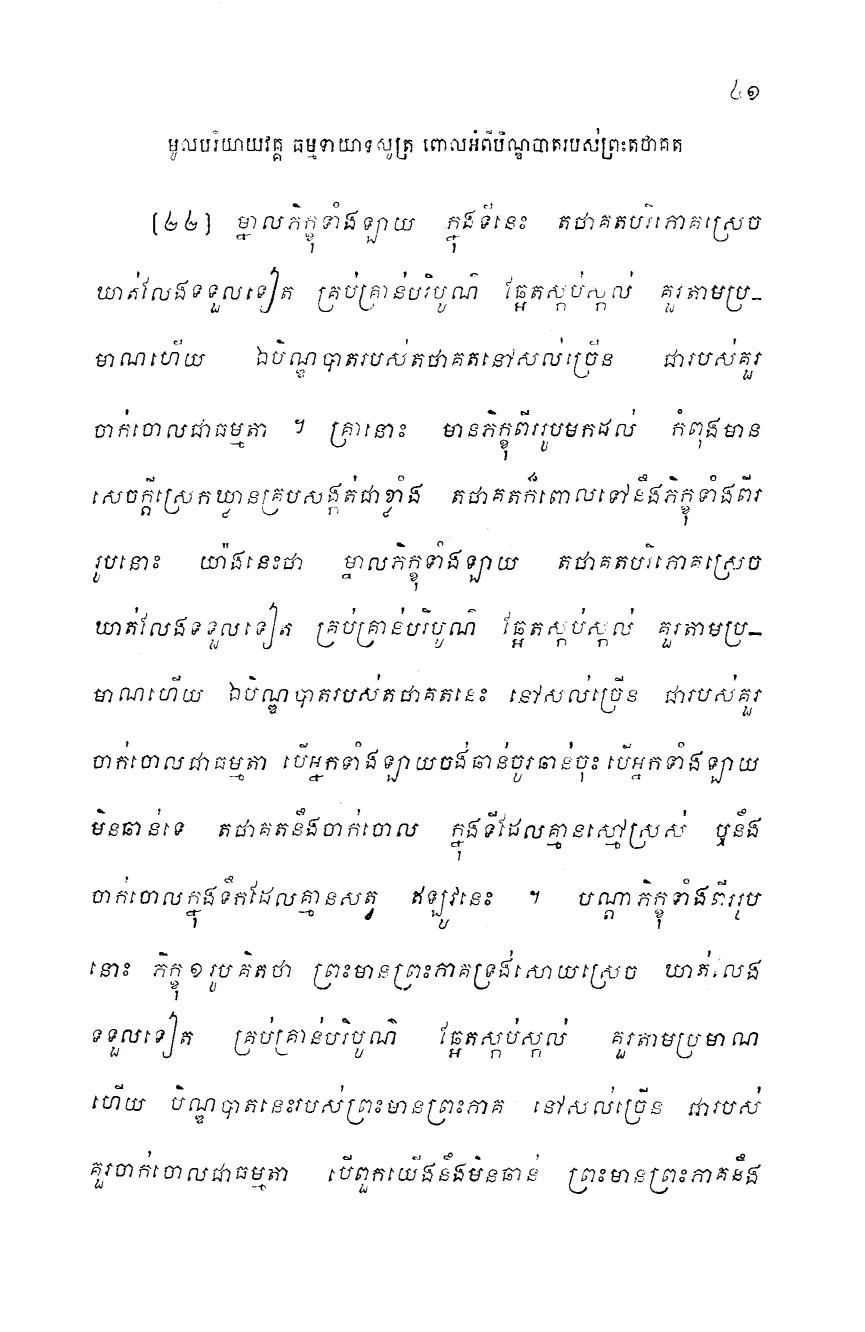 ៤១
មូលបរិយាយវគ្គ ធម្មទាយាទសូត្រ ពោលអំពីបិណ្ឌបាតរបស់ព្រះតថាគត
[៤៤] ម្នាលភិក្ខុទាំងឡាយ ក្នុងទីនេះ តថាគតបរិភោគស្រេច
ឃាត់លែងទទួលទៀត គ្រប់គ្រាន់បរិបូណ៌ ឆ្អែតស្កប់ស្កល់ គួរតាមប្រ-
មាណហើយ ឯបិណ្ឌបាតរបស់តថាគតនៅសល់ច្រើន ជារបស់គួរ
ចាក់ចោលជាធម្មតា ។ គ្រានោះ មានភិក្ខុពីររូបមកដល់ កំពុងមាន
សេចក្តីស្រេកឃ្លានគ្របសង្កត់ជាខ្លាំង តថាគតក៏ពោលទៅនឹងភិក្ខុទាំងពីរ
រូបនោះ យ៉ាងនេះថា ម្នាលភិក្ខុទាំងឡាយ តថាគតបរិភោគស្រេច
ឃាត់លែងទទួលទៀត គ្រប់គ្រាន់បរិបូណ៌ ឆ្អែតស្កប់ស្កល់ គួរតាមប្រ-
មាណហើយ ឯបិណ្ឌបាតរបស់តថាគតនេះ នៅសល់ច្រើន ជារបស់គួរ
ចាក់ចោលជាធម្មតា បើអ្នកទាំងឡាយចង់ឆាន់ចូរឆាន់ចុះ បើអ្នកទាំងឡាយ
មិនឆាន់ទេ តថាគតនឹងចាក់ចោល ក្នុងទីដែលគ្មានស្មៅស្រស់ ឬនឹង
ចាក់ចោលក្នុងទឹកដែលគ្មានសត្វ ឥឡូវនេះ ។ បណ្តាភិក្ខុទាំងពីររូប
នោះ ភិក្ខុ១រូបគិតថា ព្រះមានព្រះភាគទ្រង់សោយស្រេច ឃាត់លែង
ទទួលទៀត គ្រប់គ្រាន់បរិបូណ៌ ឆ្អែតស្កប់ស្កល់ គួរតាមប្រមាណ
ហើយ បិណ្ឌបាតនេះរបស់ព្រះមានព្រះភាគ នៅសល់ច្រើន ជារបស់
គួរចាក់ចោលជាធម្មតា បើពួកយើងនឹងមិនឆាន់ ព្រះមានព្រះភាគនឹង